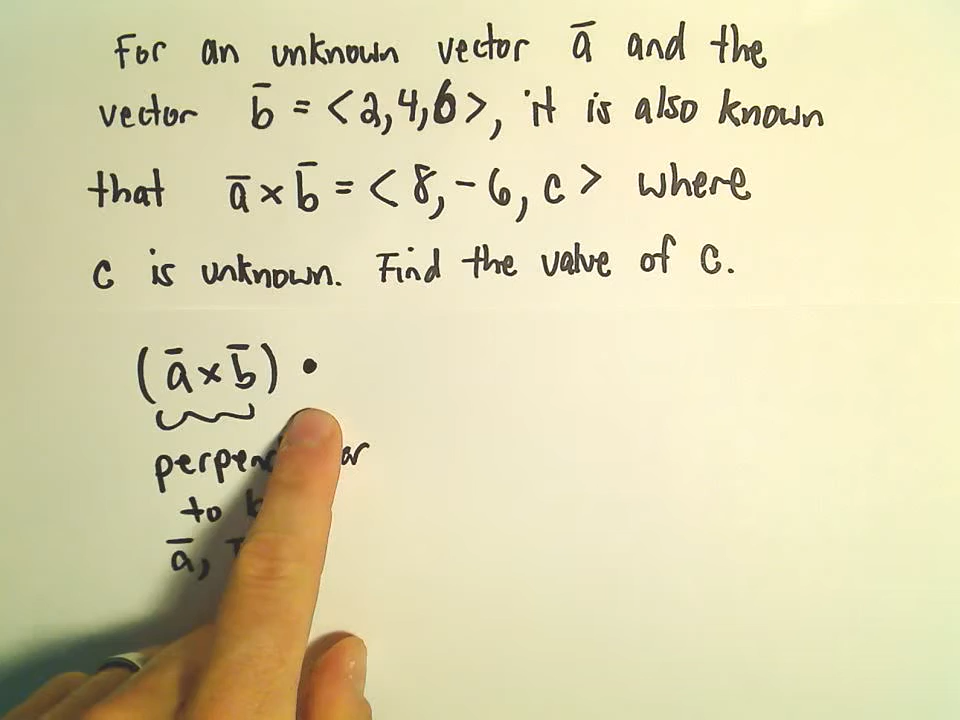 For an unknown vector a̅ and the
vector b̅ = <2,4,6>, it is also known
that a̅ × b̅ = <8, -6, c> where
c is unknown. Find the value of c.
(a̅ × b̅) •
to
a̅,